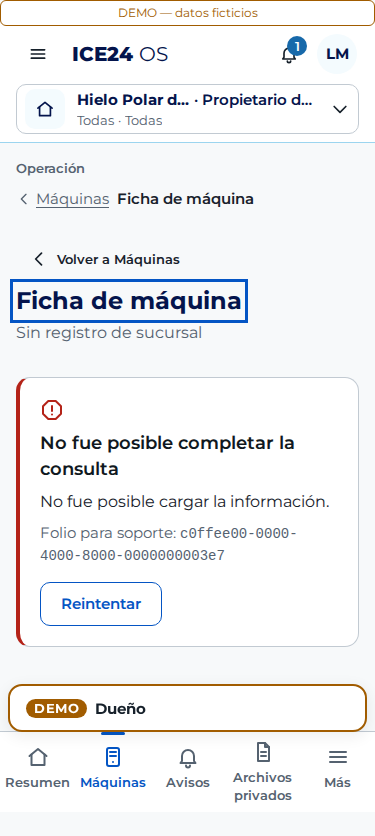 DEMO — datos ficticios
ICE24 OS
1
LM
Hielo Polar d... · Propietario d...
Todas · Todas
Operación
Máquinas Ficha de máquina
Volver a Máquinas
Ficha de máquina
Sin registro de sucursal
No fue posible completar la
consulta
No fue posible cargar la información.
Folio para soporte: c0ffee00-0000-
4000-8000-0000000003e7
Reintentar
DEMO Dueño
Resumen
Máquinas
Avisos
Archivos
privados
Más